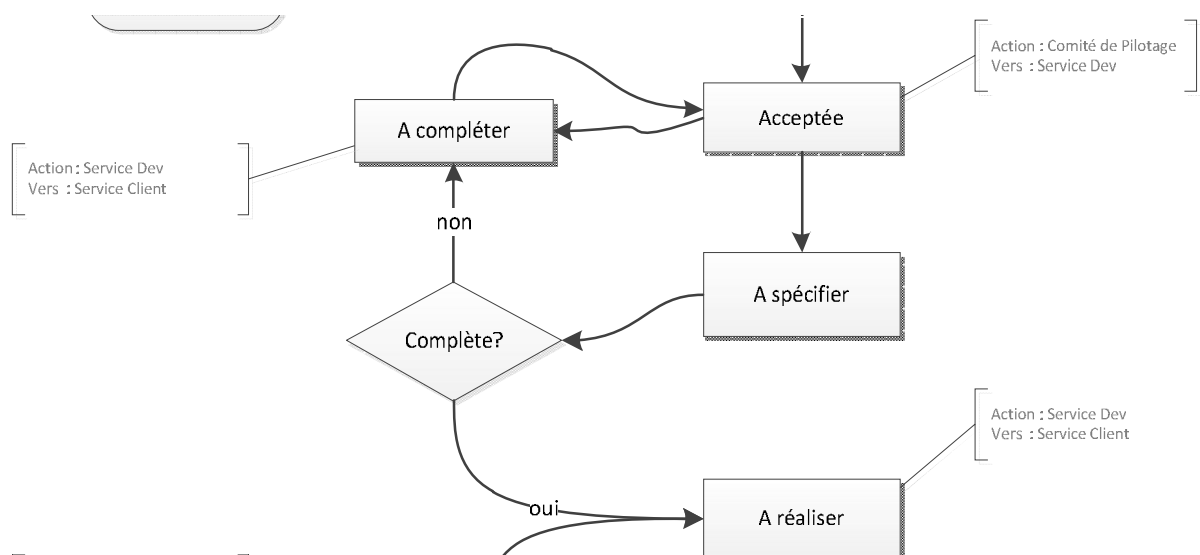 Action : Comité de Pilotage
Vers : Service Dev
Acceptée
A compléter
Action : Service Dev
Vers : Service Client
non
A spécifier
Complète?
Action : Service Dev
Vers : Service Client
oui
A réaliser